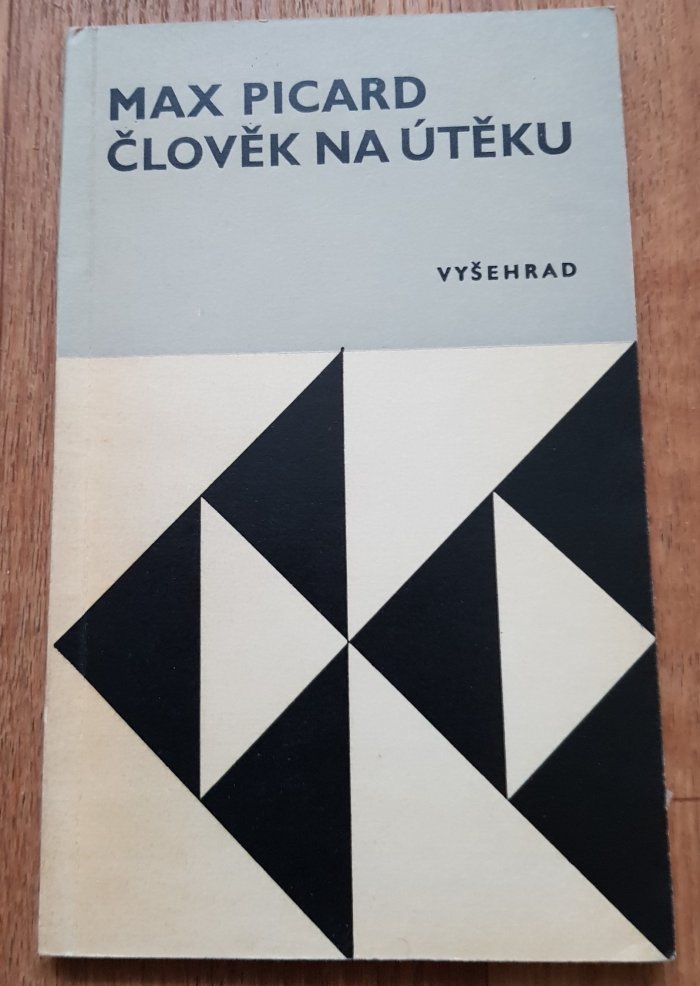 MAX PICARD
ČLOVĚK NA ÚTĚKU
VYŠEHRAD